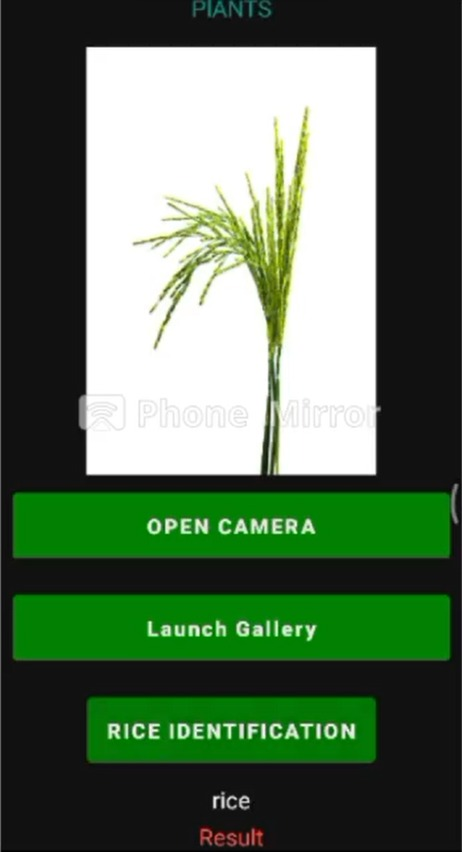 PlANTS
Phone Mirror
OPEN CAMERA
Launch Gallery
RICE IDENTIFICATION
rice
Result